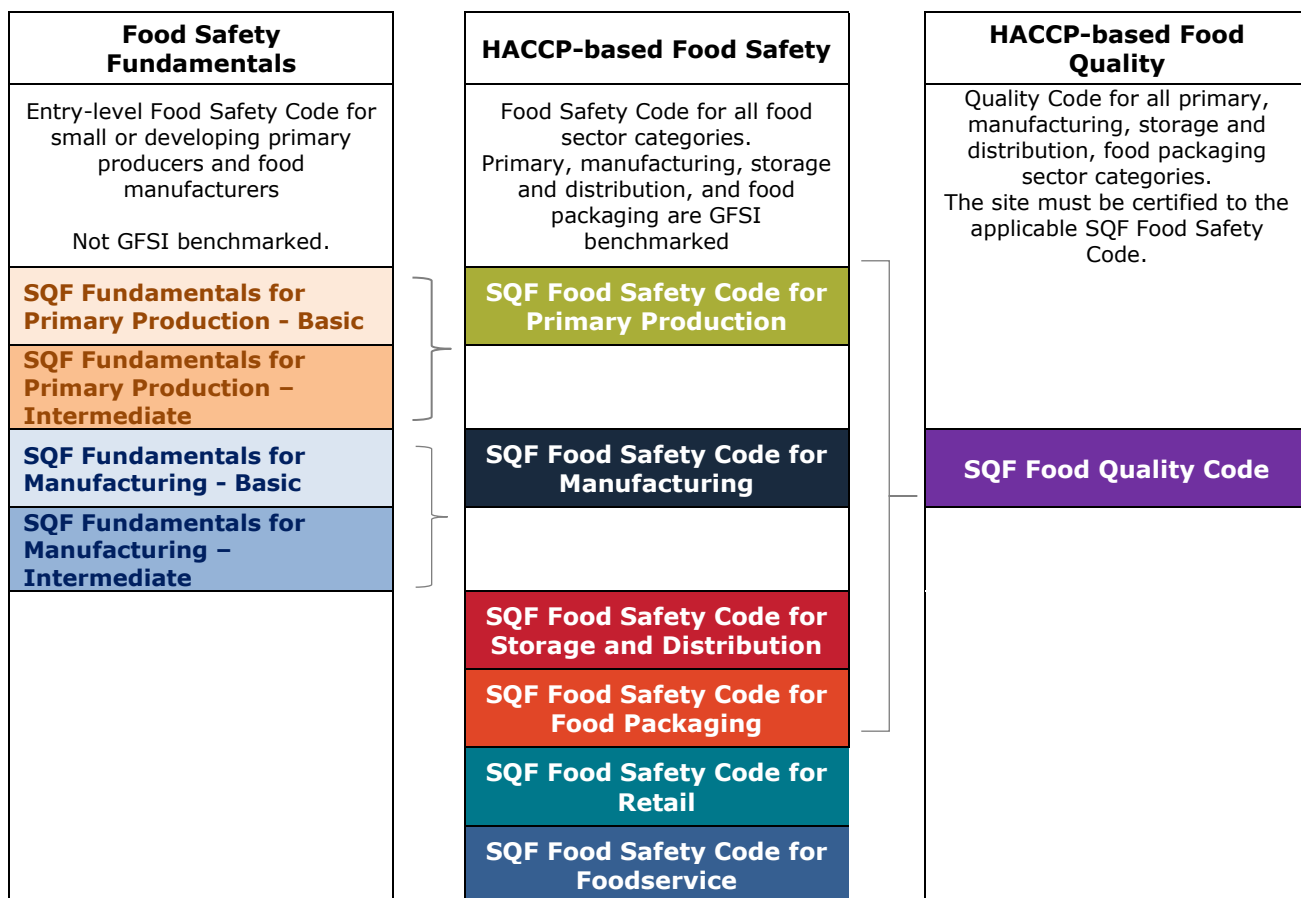 Food Safety
Fundamentals
Entry-level Food Safety Code for
small or developing primary
producers and food
manufacturers
Not GFSI benchmarked.
SQF Fundamentals for
Primary Production - Basic
SQF Fundamentals for
Primary Production –
Intermediate
SQF Fundamentals for
Manufacturing - Basic
SQF Fundamentals for
Manufacturing –
Intermediate
HACCP-based Food Safety
Food Safety Code for all food
sector categories.
Primary, manufacturing, storage
and distribution, and food
packaging are GFSI
benchmarked
SQF Food Safety Code for
Primary Production
SQF Food Safety Code for
Manufacturing
SQF Food Safety Code for
Storage and Distribution
SQF Food Safety Code for
Food Packaging
SQF Food Safety Code for
Retail
SQF Food Safety Code for
Foodservice
HACCP-based Food
Quality
Quality Code for all primary,
manufacturing, storage and
distribution, food packaging
sector categories.
The site must be certified to the
applicable SQF Food Safety
Code.
SQF Food Quality Code